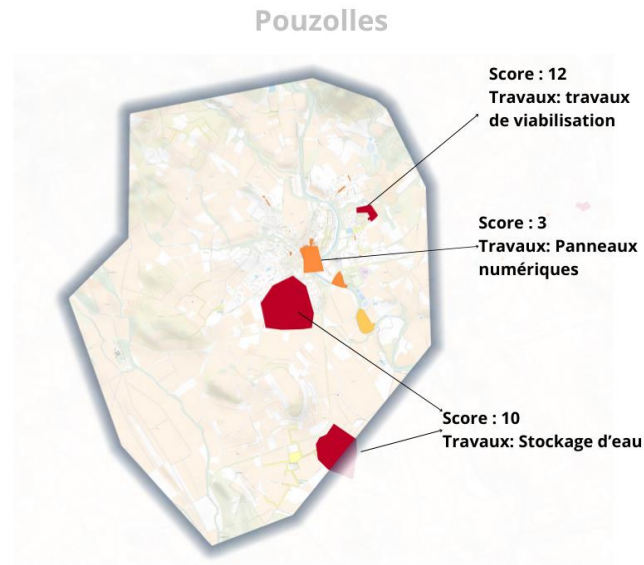 Pouzolles
Score : 12
Travaux: travaux
de viabilisation
Score : 3
Travaux: Panneaux
numériques
Score : 10
Travaux: Stockage d’eau